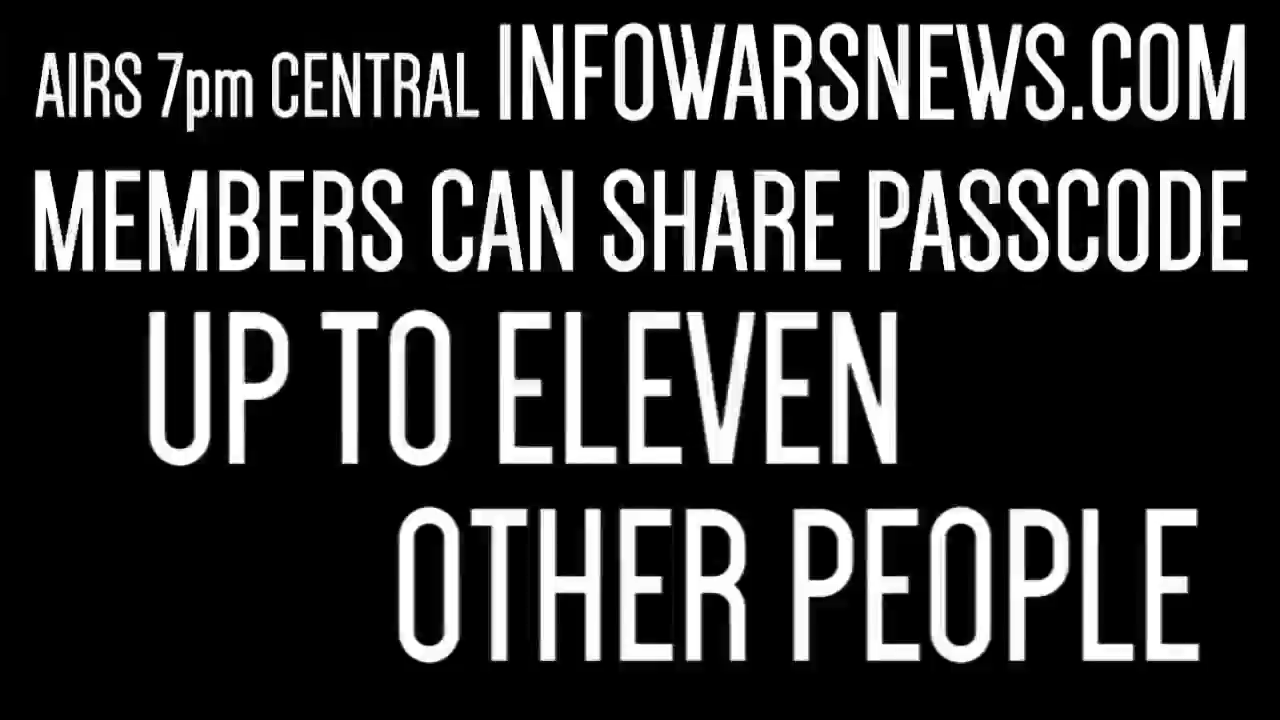 AIRS 7pm CENTRAL INFOWARSNEWS.COM
MEMBERS CAN SHARE PASSCODE
UP TO ELEVEN
OTHER PEOPLE